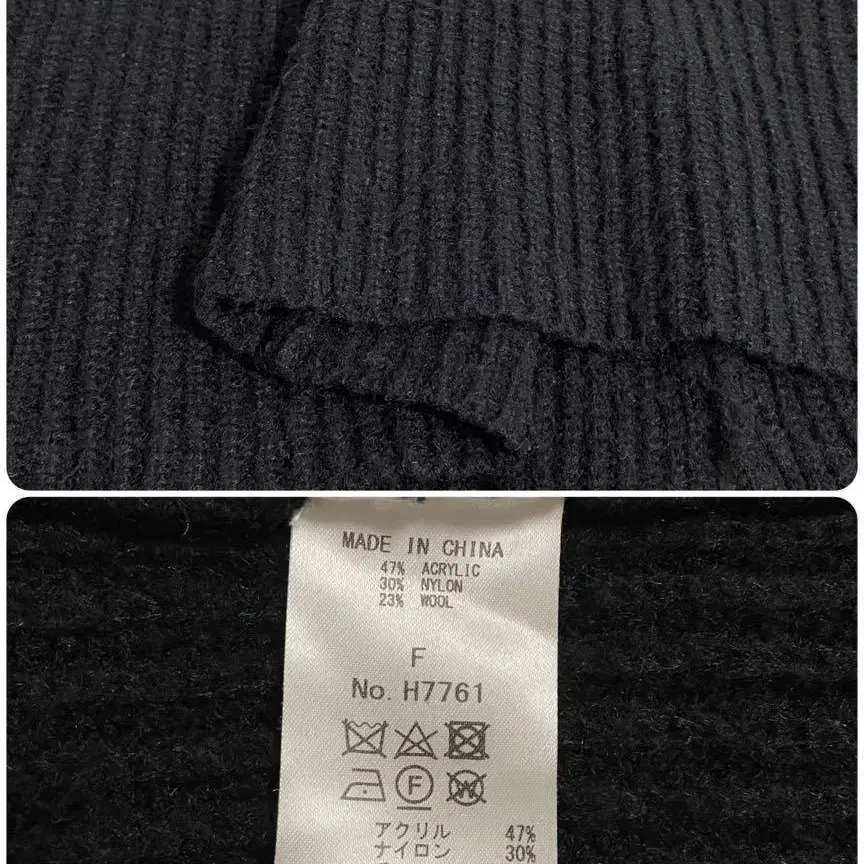 MADE IN CHINA
47% ACRYLIC
30% NYLON
23% WOOL
F
No. H7761
F W
アクリル 47%
ナイロン 30%